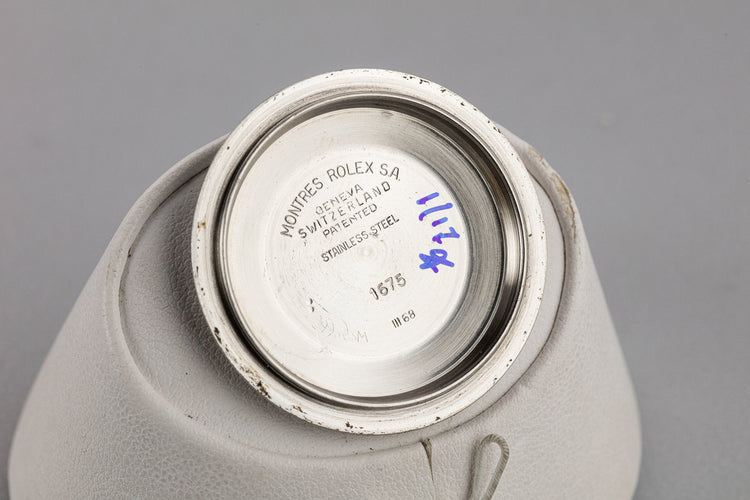 MONTRES ROLEX S.A.
GENEVA
SWITZERLAND
PATENTED
STAINLESS-STEEL
1675
III 68